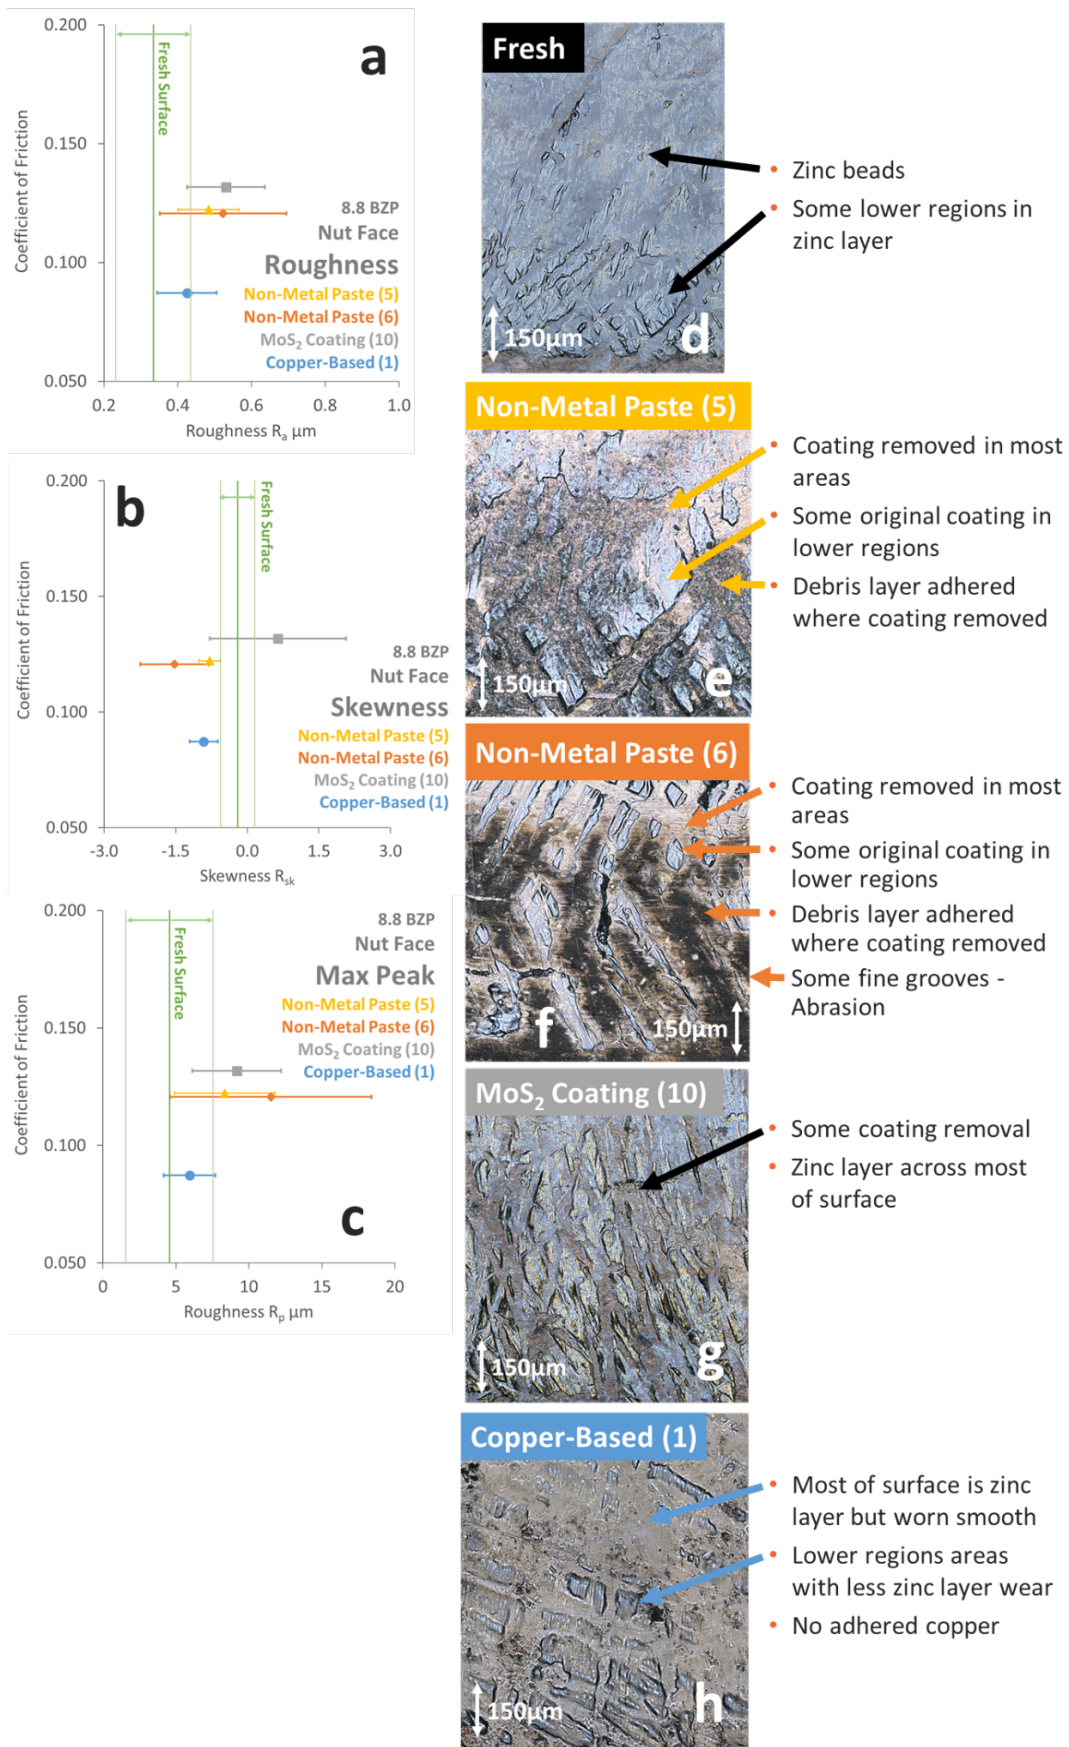 0.200
0.150
0.100
0.050
Coefficient of Friction
Fresh Surface
a
8.8 BZP
Nut Face
Roughness
Non-Metal Paste (5)
Non-Metal Paste (6)
MoS₂ Coating (10)
Copper-Based (1)
0.2 0.4 0.6 0.8 1.0
Roughness Rₐ µm
0.200
0.150
0.100
0.050
Coefficient of Friction
b
Fresh Surface
8.8 BZP
Nut Face
Skewness
Non-Metal Paste (5)
Non-Metal Paste (6)
MoS₂ Coating (10)
Copper-Based (1)
-3.0 -1.5 0.0 1.5 3.0
Skewness Rsk
0.200
0.150
0.100
0.050
Coefficient of Friction
Fresh Surface
8.8 BZP
Nut Face
Max Peak
Non-Metal Paste (5)
Non-Metal Paste (6)
MoS₂ Coating (10)
Copper-Based (1)
c
0 5 10 15 20
Roughness Rₚ µm
Fresh
• Zinc beads
• Some lower regions in
zinc layer
150µm
d
Non-Metal Paste (5)
• Coating removed in most
areas
• Some original coating in
lower regions
• Debris layer adhered
where coating removed
150µm
e
Non-Metal Paste (6)
• Coating removed in most
areas
• Some original coating in
lower regions
• Debris layer adhered
where coating removed
• Some fine grooves -
Abrasion
f
150µm
MoS₂ Coating (10)
• Some coating removal
• Zinc layer across most
of surface
150µm
g
Copper-Based (1)
• Most of surface is zinc
layer but worn smooth
• Lower regions areas
with less zinc layer wear
• No adhered copper
150µm
h